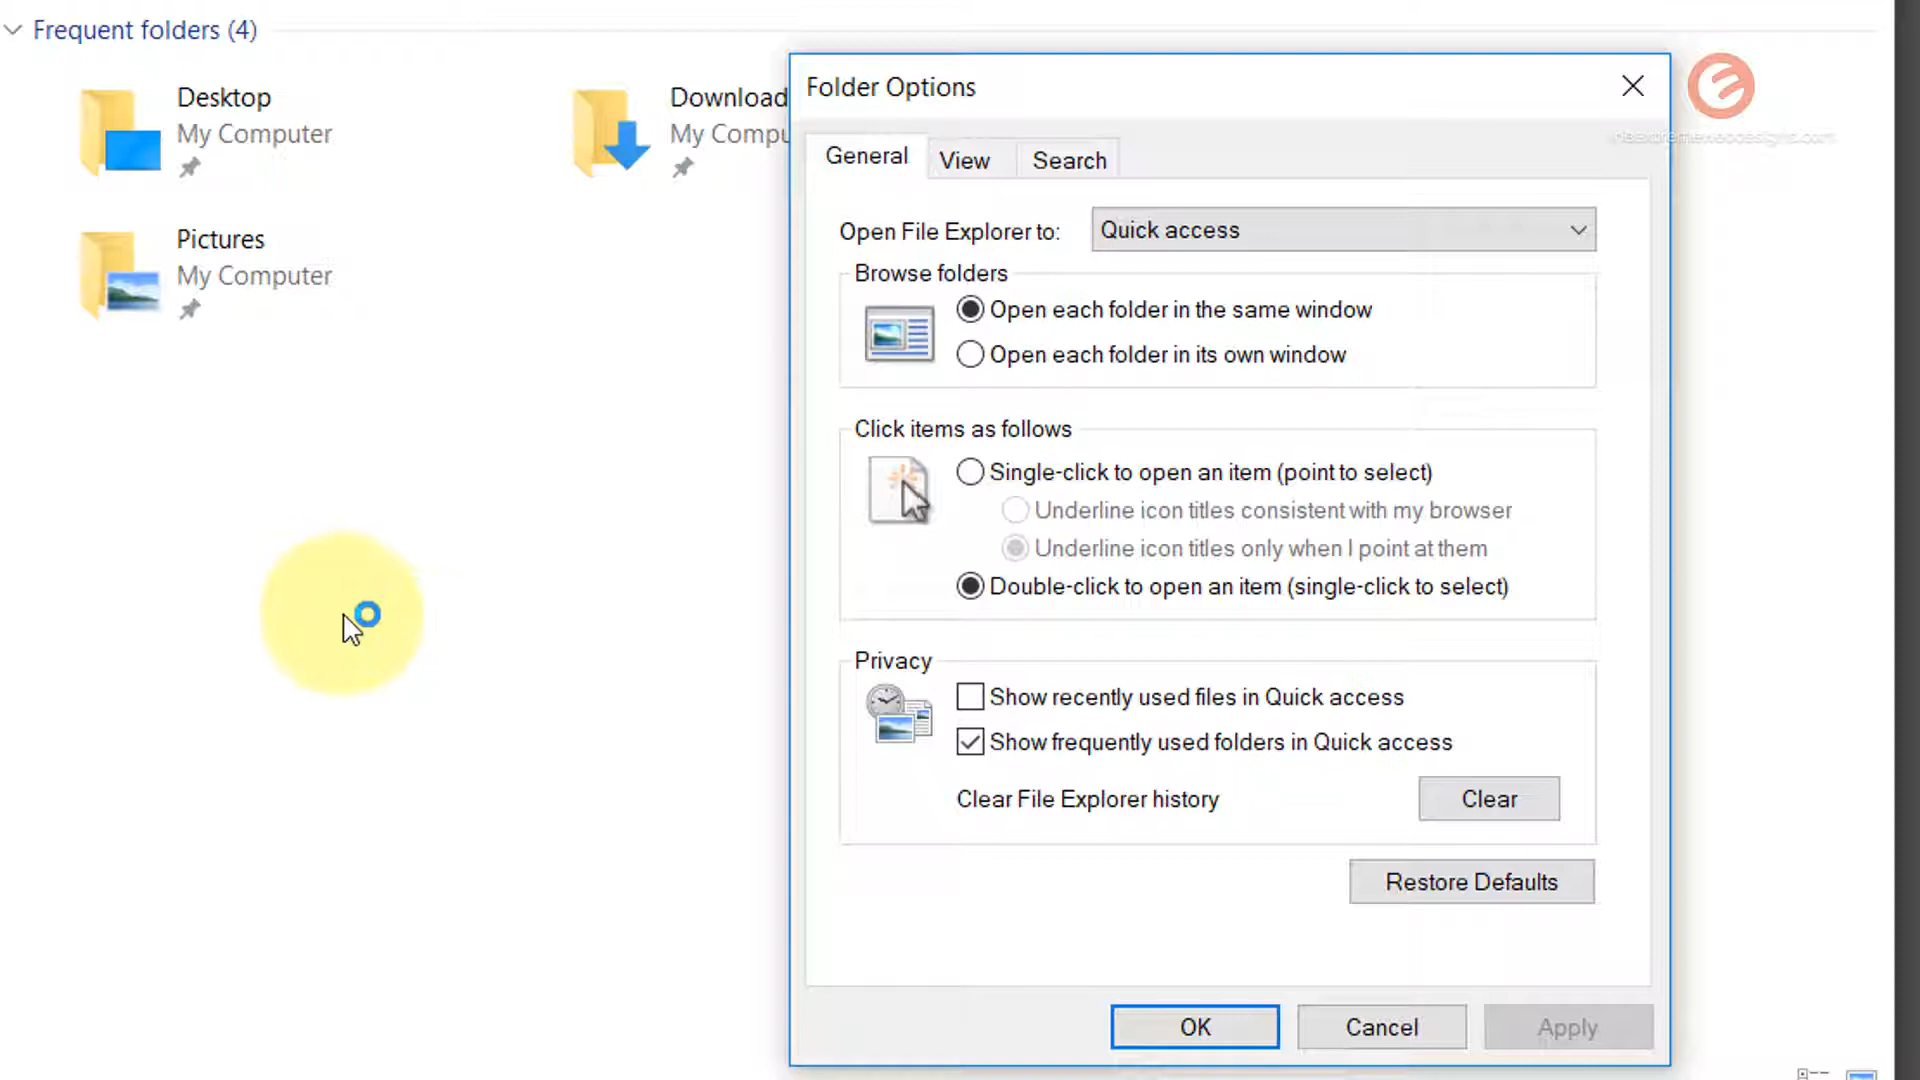 Frequent folders (4)
Desktop
My Computer
Download
My Compu
Pictures
My Computer
Folder Options
General
View
Search
Open File Explorer to:
Quick access
Browse folders
Open each folder in the same window
Open each folder in its own window
Click items as follows
Single-click to open an item (point to select)
Underline icon titles consistent with my browser
Underline icon titles only when I point at them
Double-click to open an item (single-click to select)
Privacy
Show recently used files in Quick access
Show frequently used folders in Quick access
Clear File Explorer history
Clear
Restore Defaults
OK
Cancel
Apply